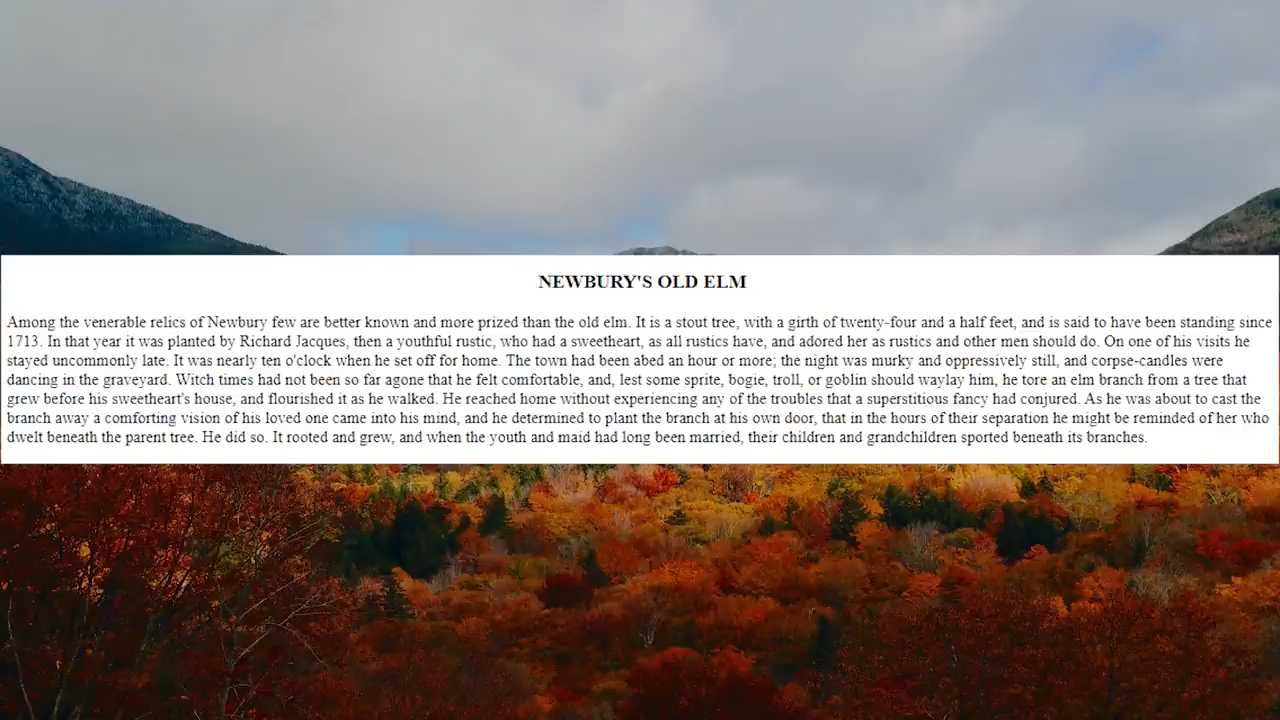 NEWBURY'S OLD ELM
Among the venerable relics of Newbury few are better known and more prized than the old elm. It is a stout tree, with a girth of twenty-four and a half feet, and is said to have been standing since
1713. In that year it was planted by Richard Jacques, then a youthful rustic, who had a sweetheart, as all rustics have, and adored her as rustics and other men should do. On one of his visits he
stayed uncommonly late. It was nearly ten o'clock when he set off for home. The town had been abed an hour or more; the night was murky and oppressively still, and corpse-candles were
dancing in the graveyard. Witch times had not been so far agone that he felt comfortable, and, lest some sprite, bogie, troll, or goblin should waylay him, he tore an elm branch from a tree that
grew before his sweetheart's house, and flourished it as he walked. He reached home without experiencing any of the troubles that a superstitious fancy had conjured. As he was about to cast the
branch away a comforting vision of his loved one came into his mind, and he determined to plant the branch at his own door, that in the hours of their separation he might be reminded of her who
dwelt beneath the parent tree. He did so. It rooted and grew, and when the youth and maid had long been married, their children and grandchildren sported beneath its branches.